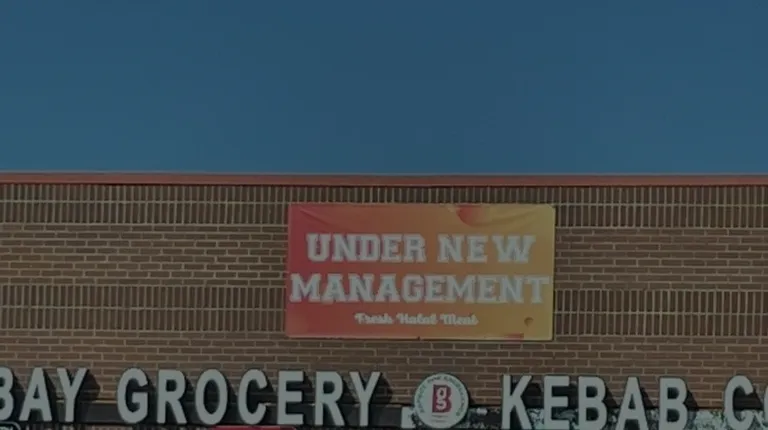 UNDER NEW
MANAGEMENT
Fresh Halal Meat
BAY GROCERY
KEBAB